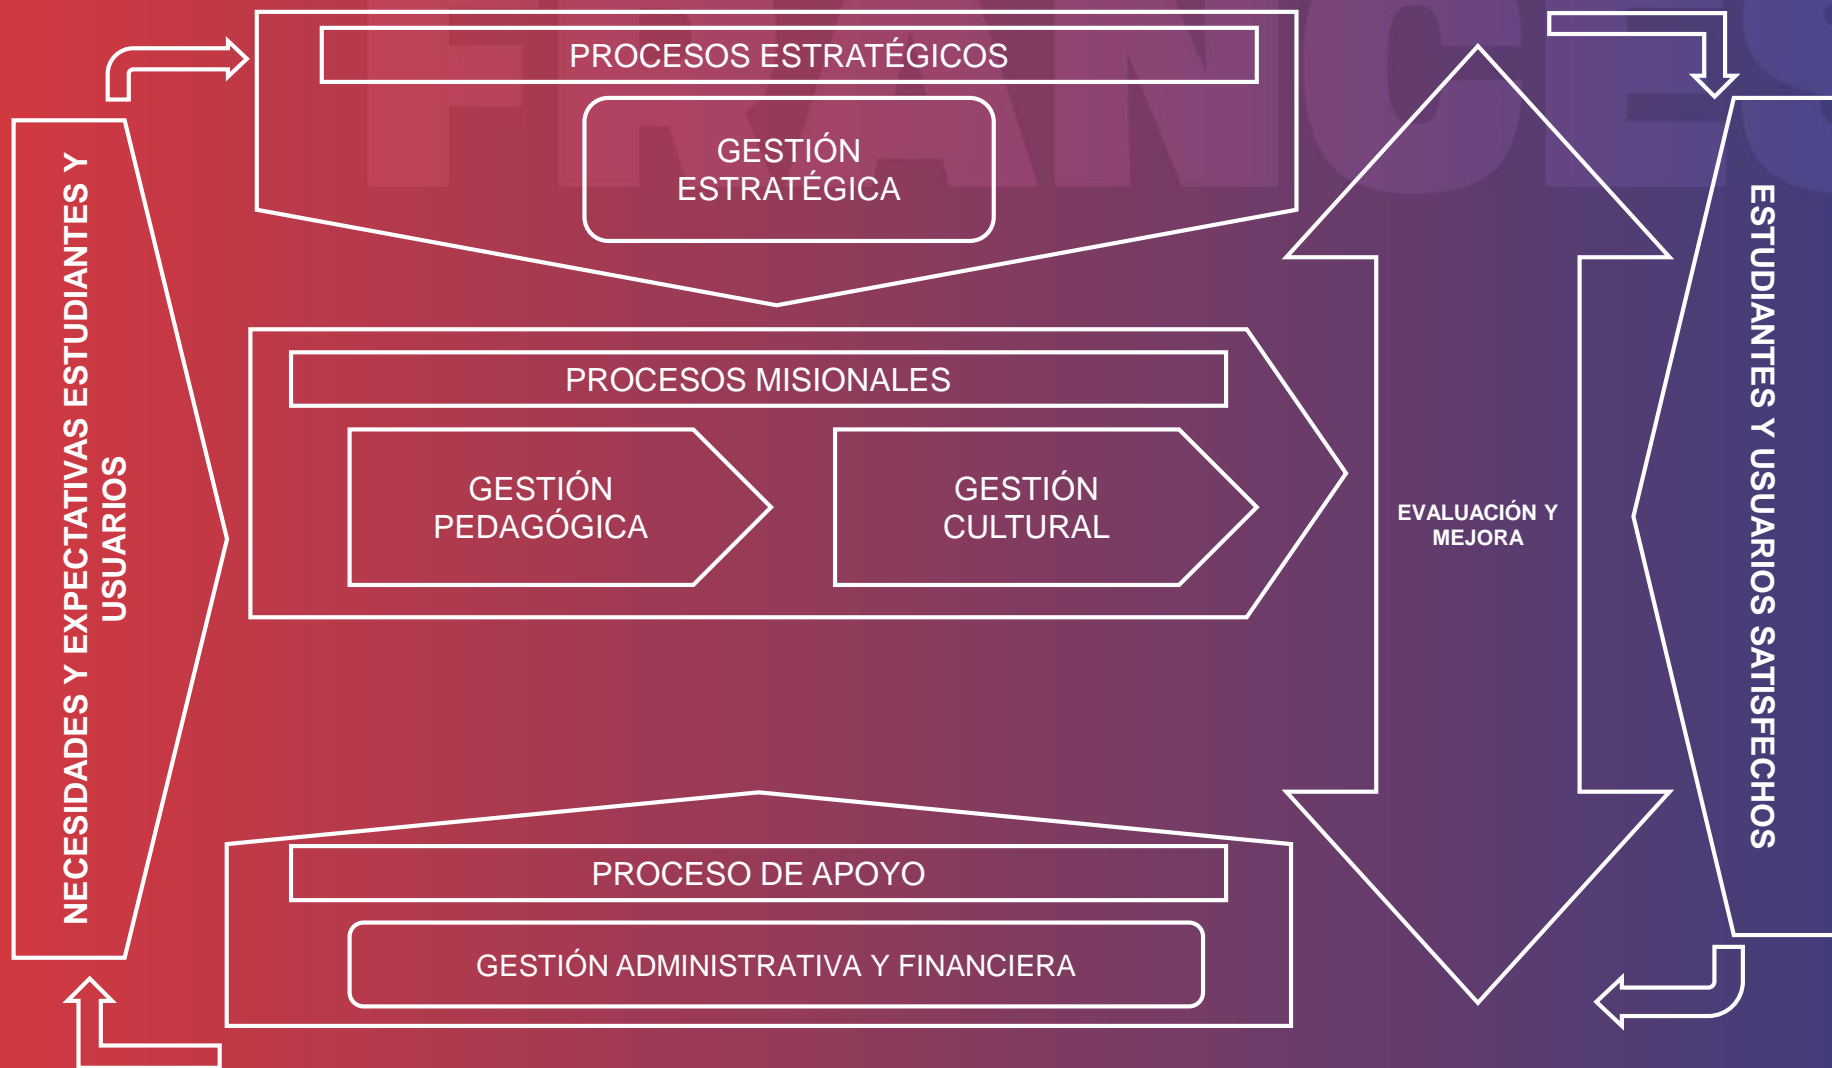 FRANCES
PROCESOS ESTRATÉGICOS
GESTIÓN
ESTRATÉGICA
NECESIDADES Y EXPECTATIVAS ESTUDIANTES Y
USUARIOS
PROCESOS MISIONALES
GESTIÓN
PEDAGÓGICA
GESTIÓN
CULTURAL
EVALUACIÓN Y
MEJORA
ESTUDIANTES Y USUARIOS SATISFECHOS
PROCESO DE APOYO
GESTIÓN ADMINISTRATIVA Y FINANCIERA